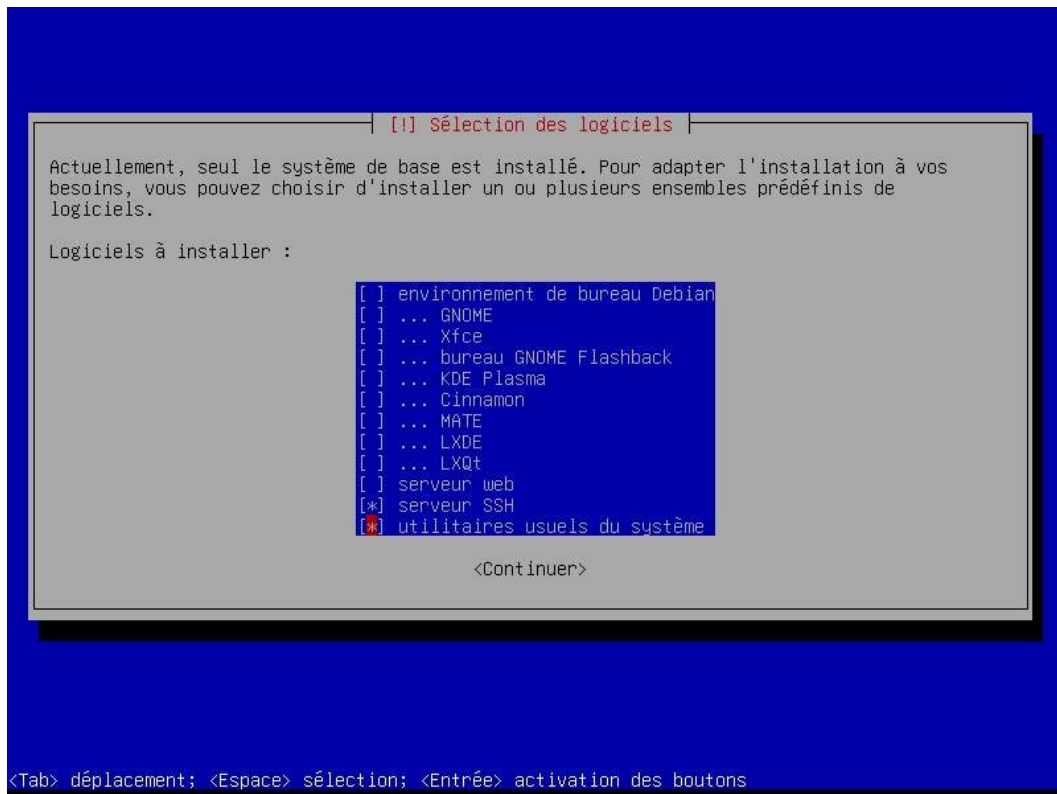 [!] Sélection des logiciels
Actuellement, seul le système de base est installé. Pour adapter l'installation à vos
besoins, vous pouvez choisir d'installer un ou plusieurs ensembles prédéfinis de
logiciels.
Logiciels à installer :
[ ] environnement de bureau Debian
[ ] ... GNOME
[ ] ... Xfce
[ ] ... bureau GNOME Flashback
[ ] ... KDE Plasma
[ ] ... Cinnamon
[ ] ... MATE
[ ] ... LXDE
[ ] ... LXQt
[ ] serveur web
[*] serveur SSH
[*] utilitaires usuels du système
<Continuer>
<Tab> déplacement; <Espace> sélection; <Entrée> activation des boutons